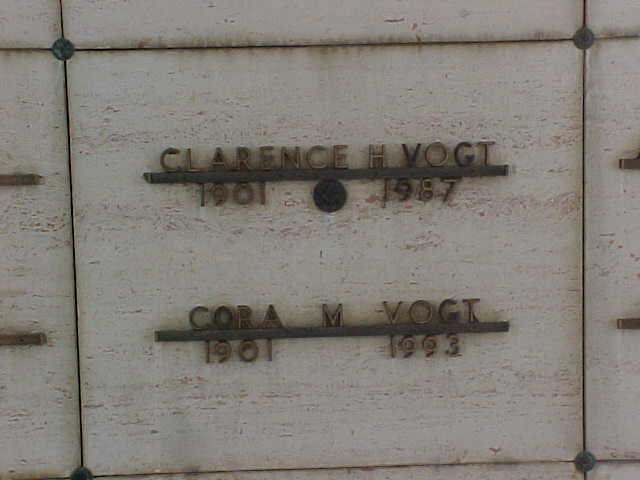 CLARENCE H VOGT
1901 1987
CORA M VOGT
1901 1993